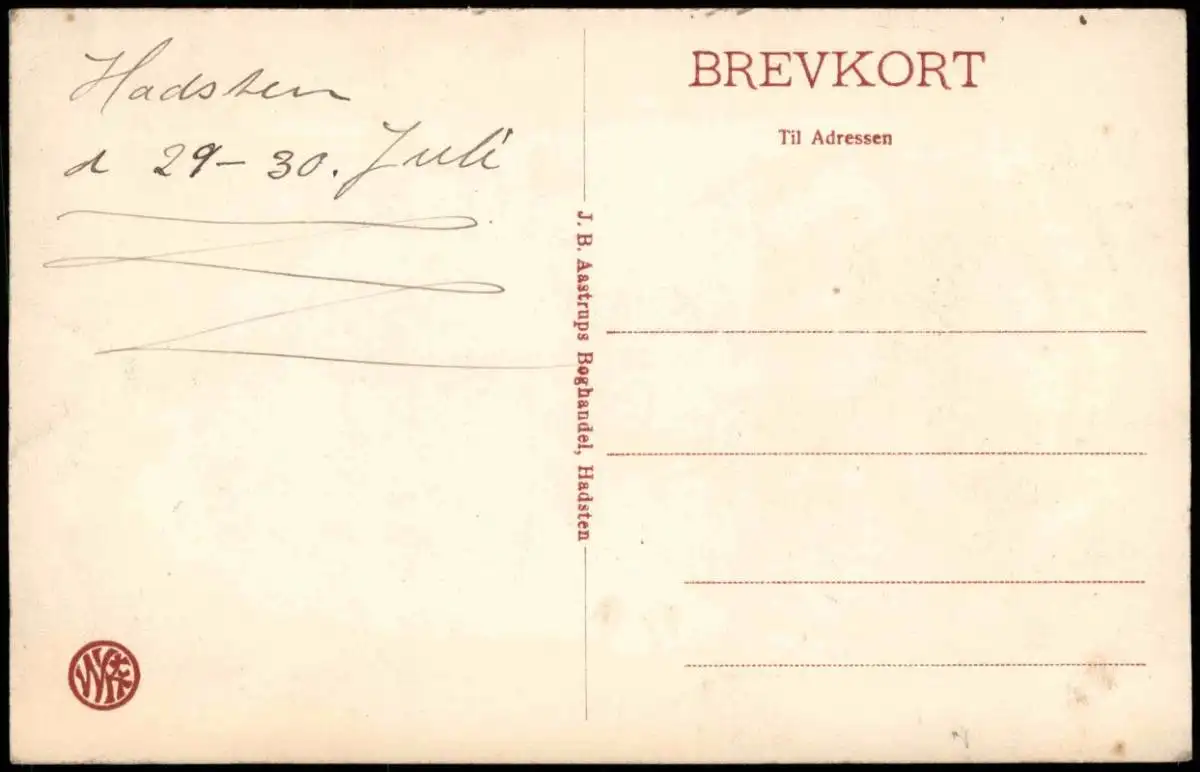 Hadsten
d 29-30. Juli
BREVKORT
Til Adressen
J. B. Aastrups Boghandel, Hadsten